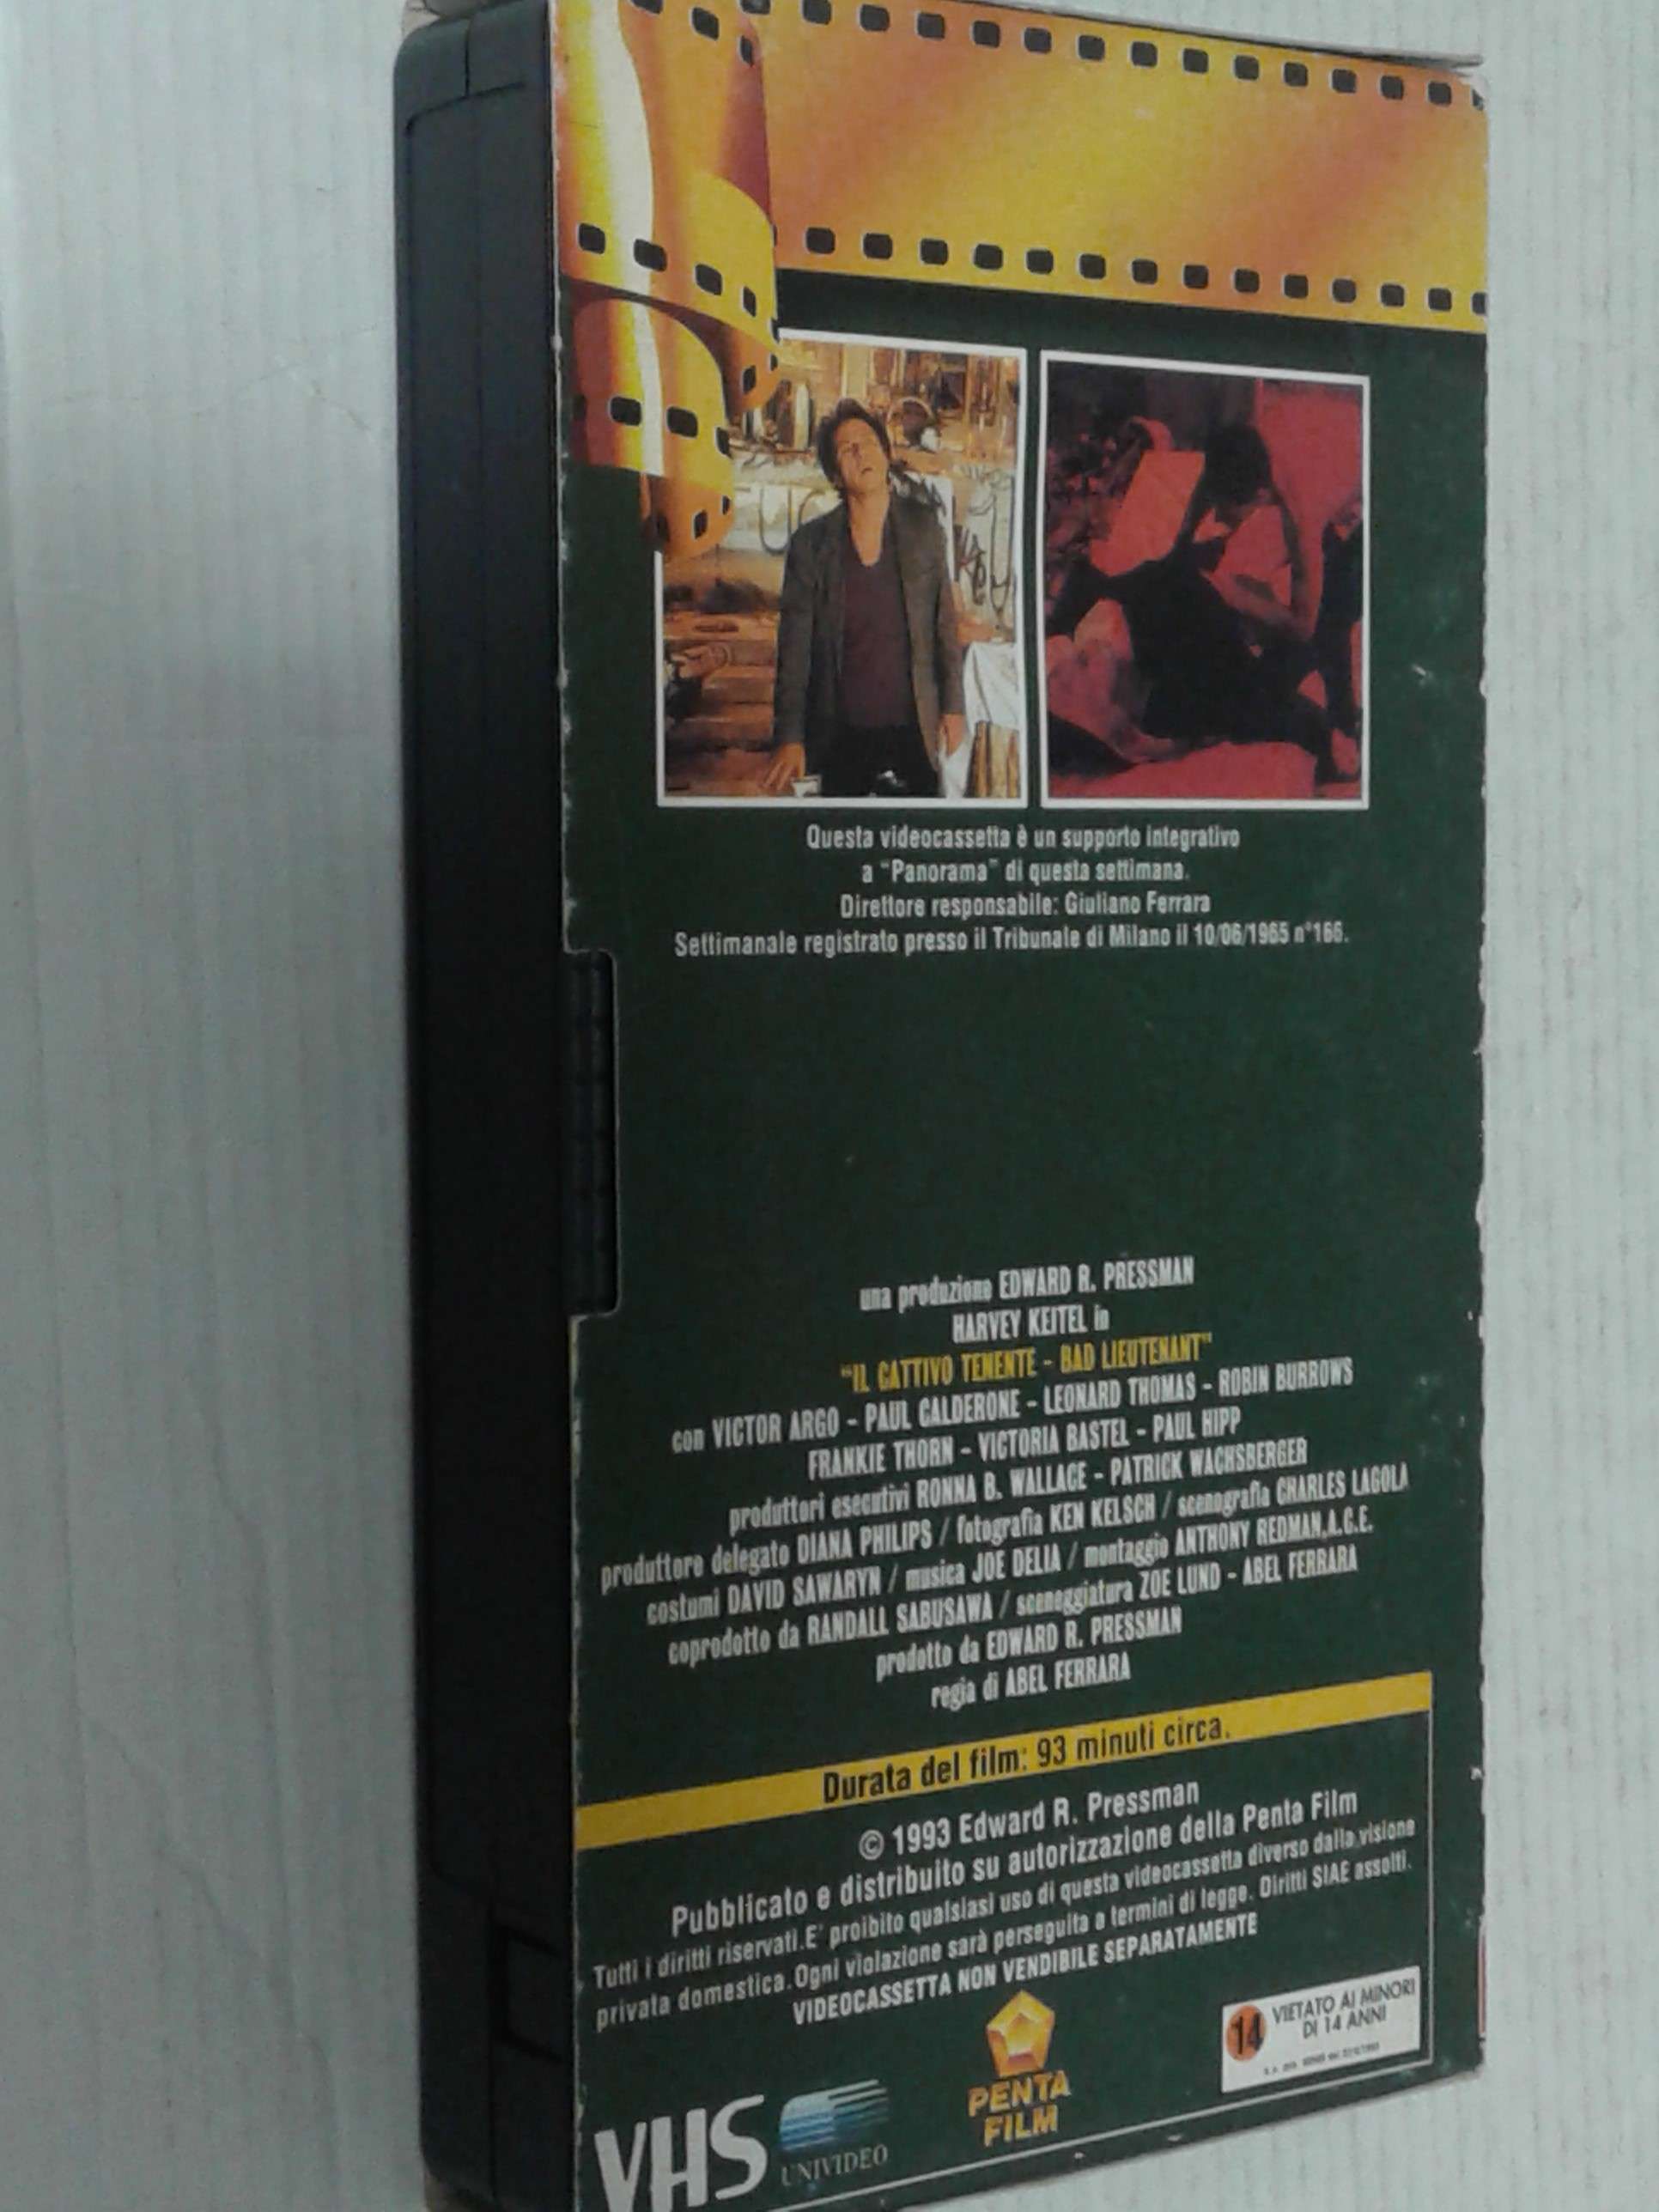 Questa videocassetta è un supporto integrativo
a "Panorama" di questa settimana.
Direttore responsabile: Giuliano Ferrara
Settimanale registrato presso il Tribunale di Milano il 10/06/1965 n°166.
una produzione EDWARD R. PRESSMAN
HARVEY KEITEL in
"IL CATTIVO TENENTE - BAD LIEUTENANT"
con VICTOR ARGO - PAUL CALDERONE - LEONARD THOMAS - ROBIN BURROWS
FRANKIE THORN - VICTORIA BASTEL - PAUL HIPP
produttori esecutivi RONNA B. WALLACE - PATRICK WACHSBERGER
produttore delegato DIANA PHILIPS / fotografia KEN KELSCH / scenografia CHARLES LAGOLA
costumi DAVID SAWARYN / musica JOE DELIA / montaggio ANTHONY REDMAN,A.C.E.
coprodotto da RANDALL SABUSAWA / sceneggiatura ZOE LUND - ABEL FERRARA
prodotto da EDWARD R. PRESSMAN
regia di ABEL FERRARA
Durata del film: 93 minuti circa.
© 1993 Edward R. Pressman
Pubblicato e distribuito su autorizzazione della Penta Film
Tutti i diritti riservati.E' proibito qualsiasi uso di questa videocassetta diverso dalla visione
privata domestica. Ogni violazione sarà perseguita a termini di legge. Diritti SIAE assolti.
VIDEOCASSETTA NON VENDIBILE SEPARATAMENTE
14 VIETATO AI MINORI
DI 14 ANNI
PENTA
FILM
VHS
UNIVIDEO